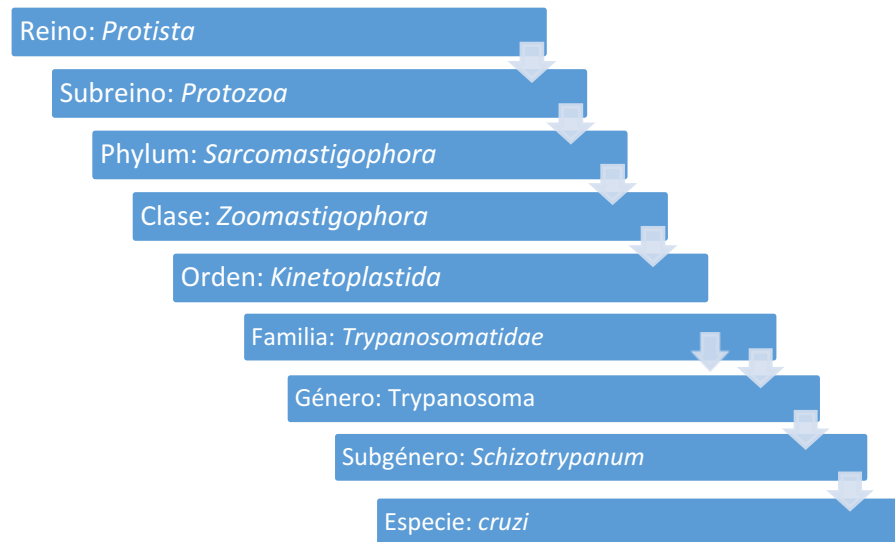 Reino: Protista
Subreino: Protozoa
Phylum: Sarcomastigophora
Clase: Zoomastigophora
Orden: Kinetoplastida
Familia: Trypanosomatidae
Género: Trypanosoma
Subgénero: Schizotrypanum
Especie: cruzi